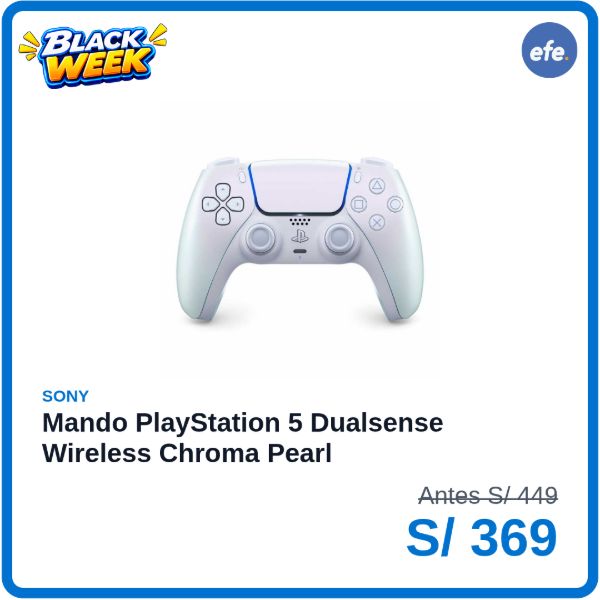 BLACK
WEEK
efe.
SONY
Mando PlayStation 5 Dualsense
Wireless Chroma Pearl
Antes S/ 449
S/ 369